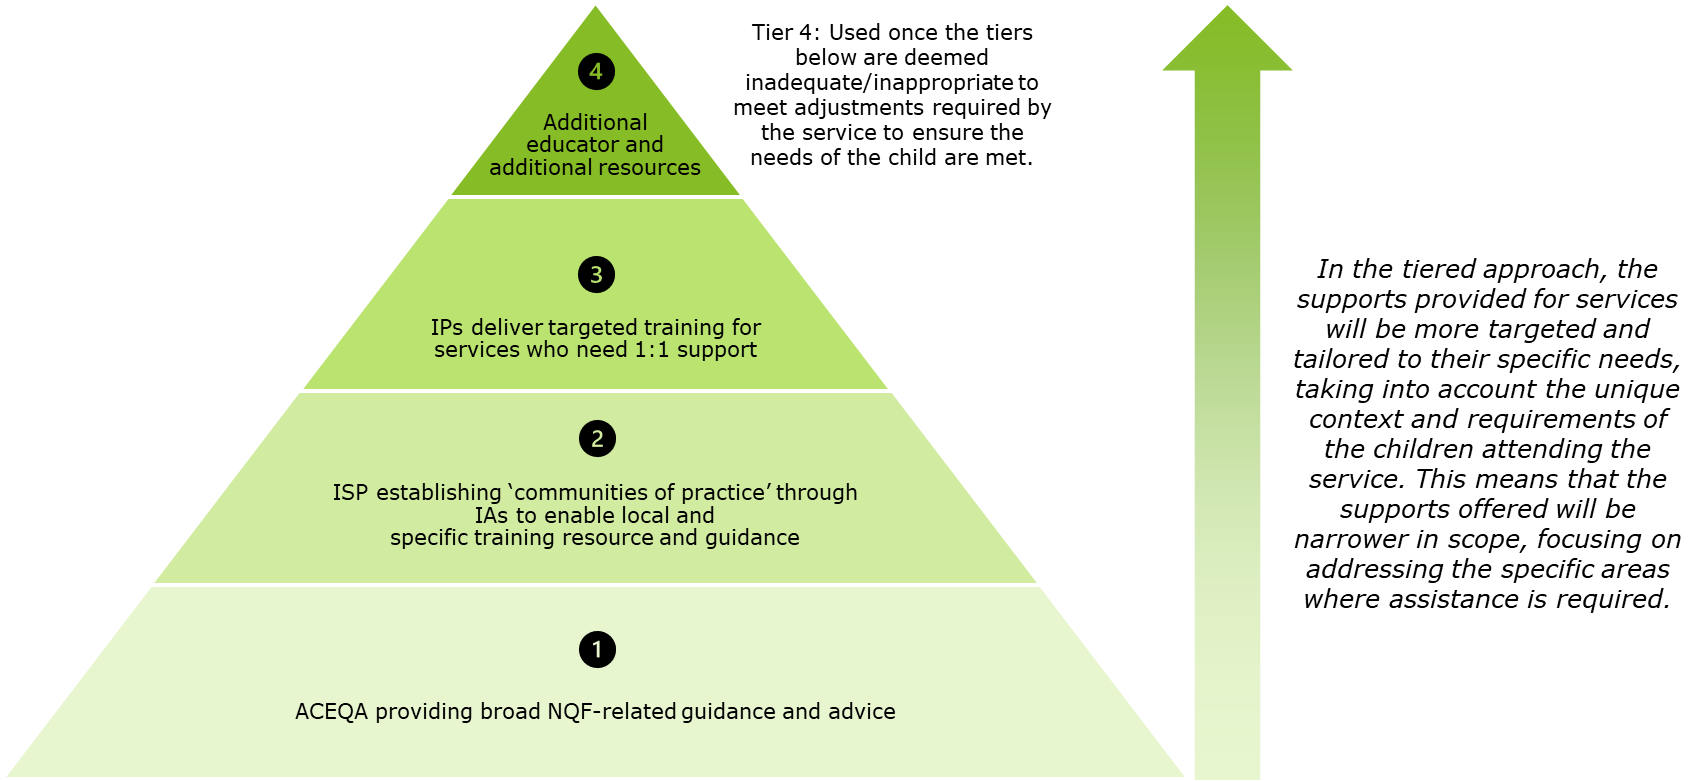 4
Additional
educator and
additional resources
Tier 4: Used once the tiers
below are deemed
inadequate/inappropriate to
meet adjustments required by
the service to ensure the
needs of the child are met.
3
IPs deliver targeted training for
services who need 1:1 support
2
ISP establishing ‘communities of practice’ through
IAs to enable local and
specific training resource and guidance
1
ACEQA providing broad NQF-related guidance and advice
In the tiered approach, the
supports provided for services
will be more targeted and
tailored to their specific needs,
taking into account the unique
context and requirements of
the children attending the
service. This means that the
supports offered will be
narrower in scope, focusing on
addressing the specific areas
where assistance is required.